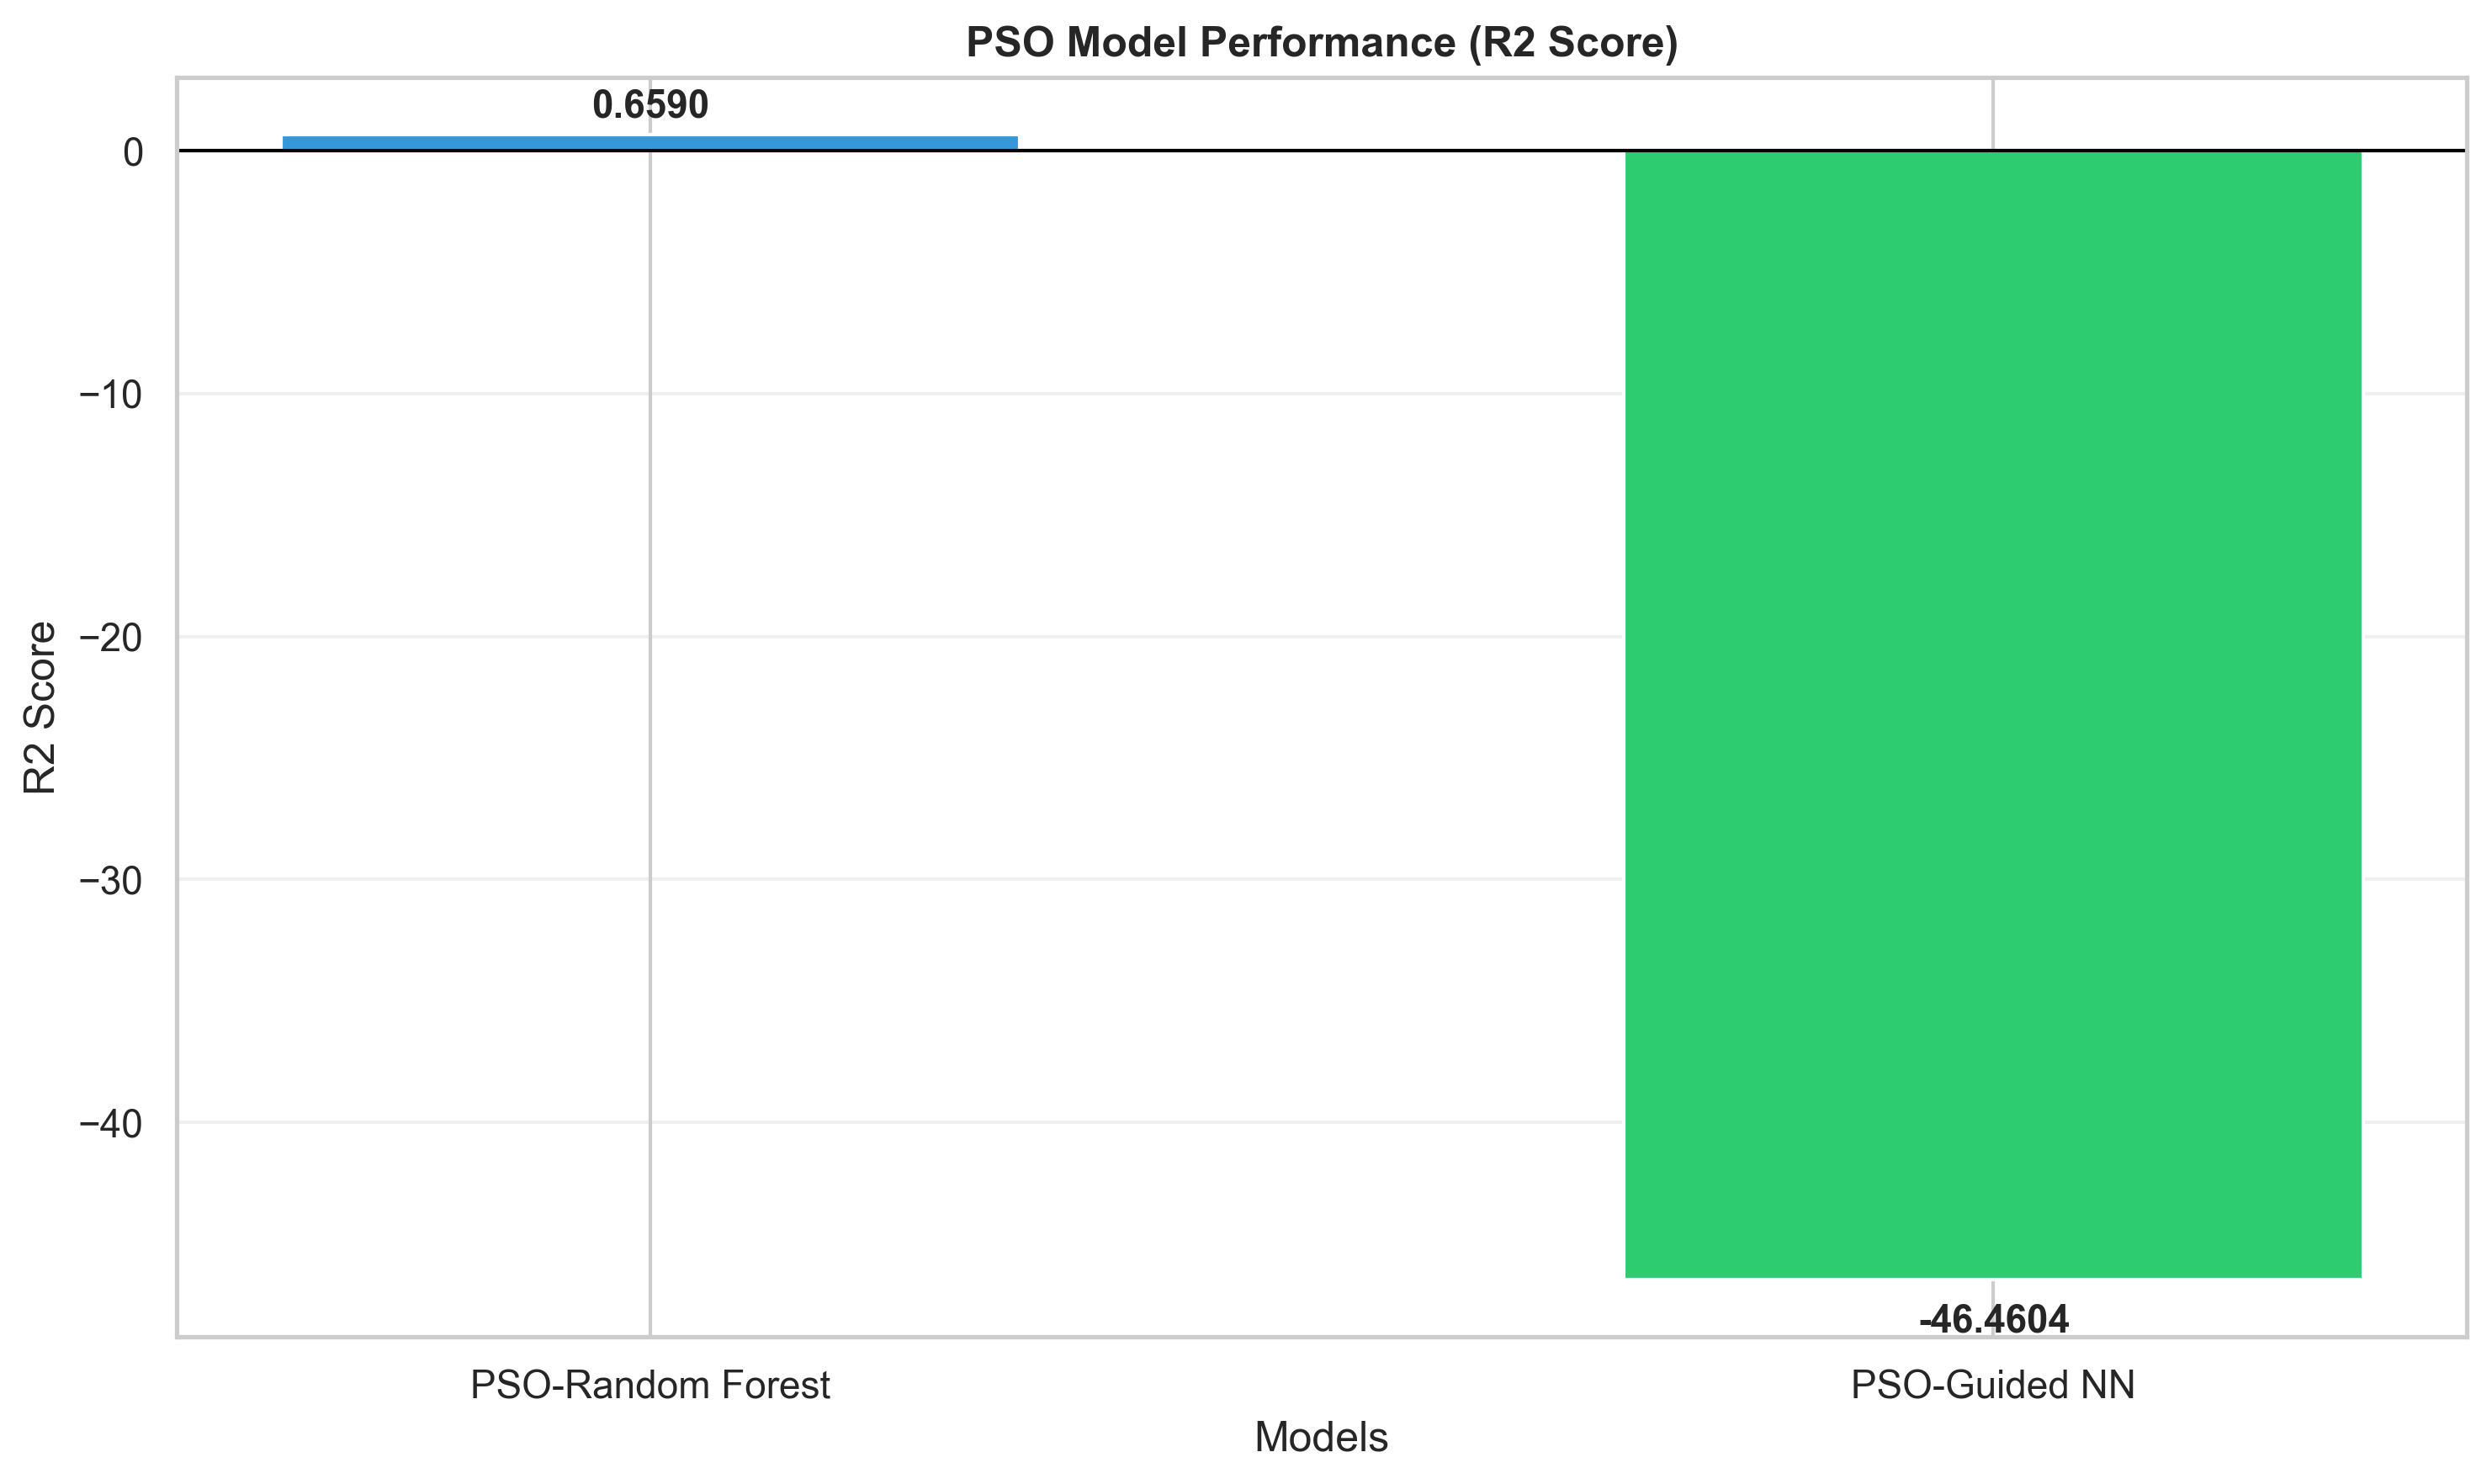 PSO Model Performance (R2 Score)
0.6590
0
−10
−20
−30
−40
R2 Score
-46.4604
PSO-Random Forest
PSO-Guided NN
Models